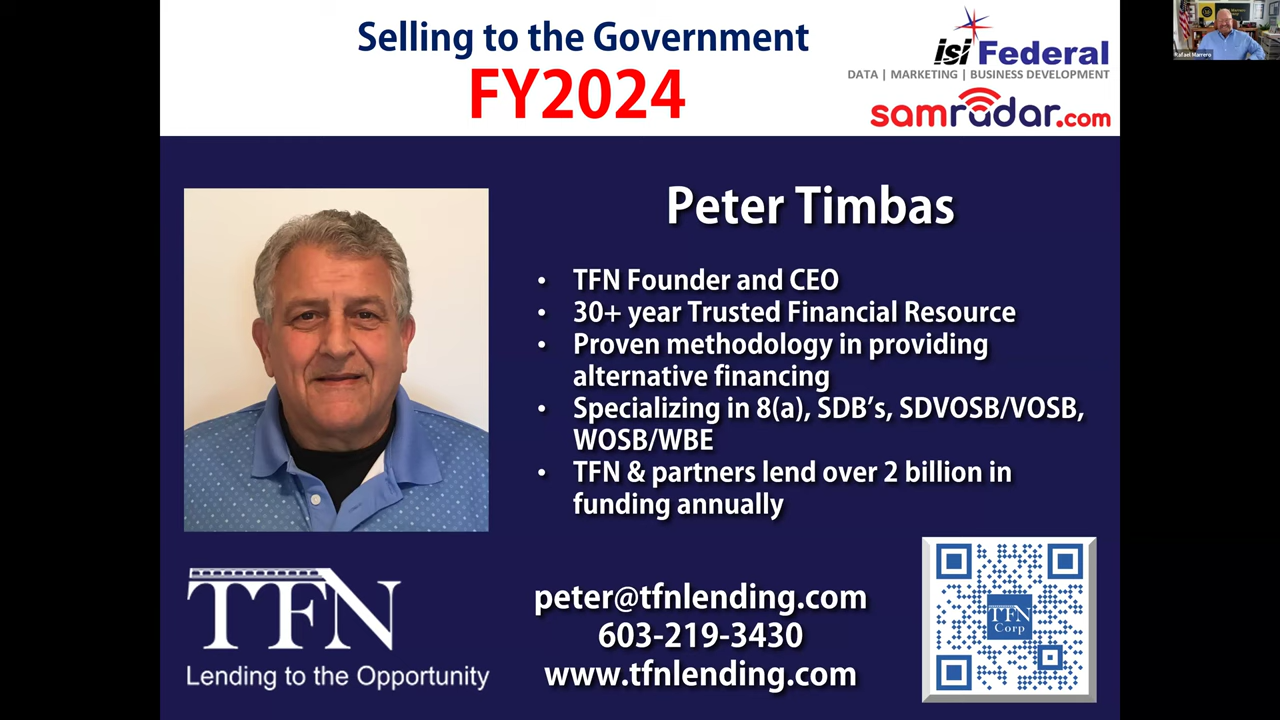 Selling to the Government
FY2024
isi Federal
DATA | MARKETING | BUSINESS DEVELOPMENT
samradar.com
Rafael Marrero
Peter Timbas
• TFN Founder and CEO
• 30+ year Trusted Financial Resource
• Proven methodology in providing
alternative financing
• Specializing in 8(a), SDB's, SDVOSB/VOSB,
WOSB/WBE
• TFN & partners lend over 2 billion in
funding annually
TFN
Lending to the Opportunity
peter@tfnlending.com
603-219-3430
www.tfnlending.com
TFN
Corp